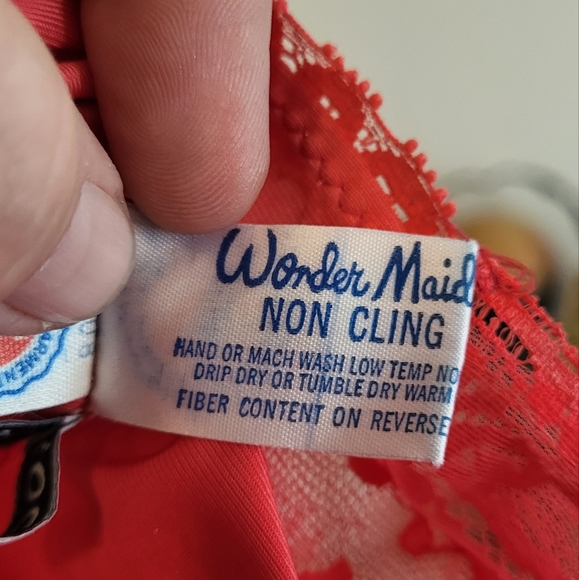 Wonder Maid
NON CLING
HAND OR MACH WASH LOW TEMP NO
DRIP DRY OR TUMBLE DRY WARM
FIBER CONTENT ON REVERSE